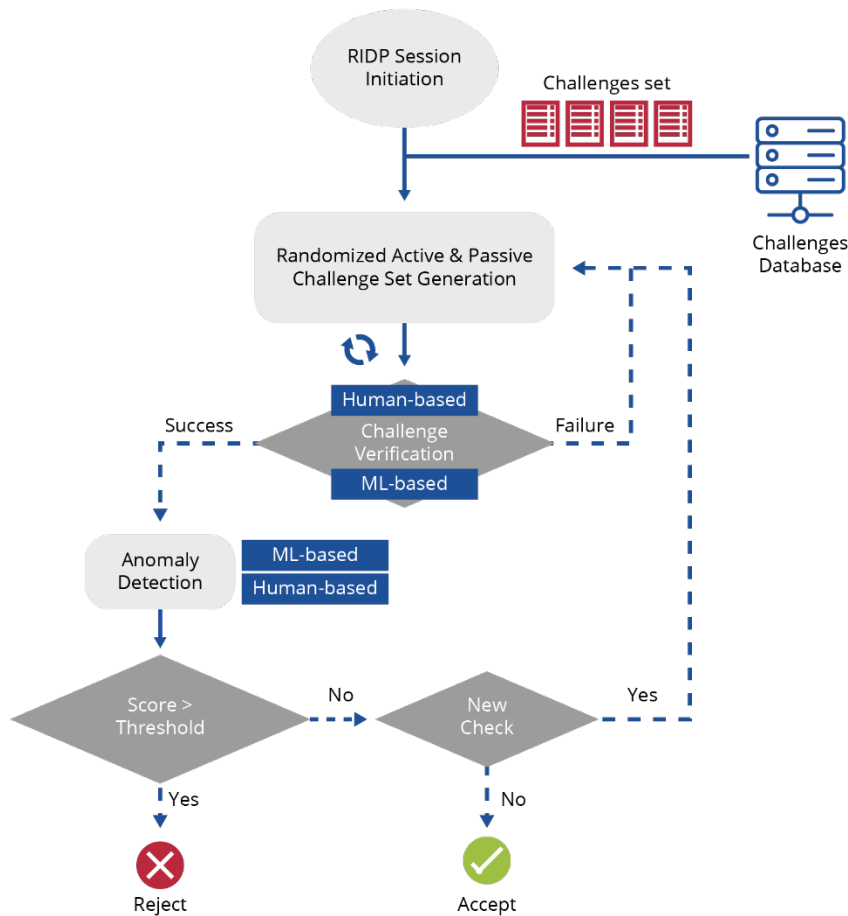 RIDP Session
Initiation
Challenges set
Challenges
Database
Randomized Active & Passive
Challenge Set Generation
Human-based
Success
Challenge
Verification
Failure
ML-based
Anomaly
Detection
ML-based
Human-based
Score >
Threshold
No
New
Check
Yes
Yes
No
Reject
Accept